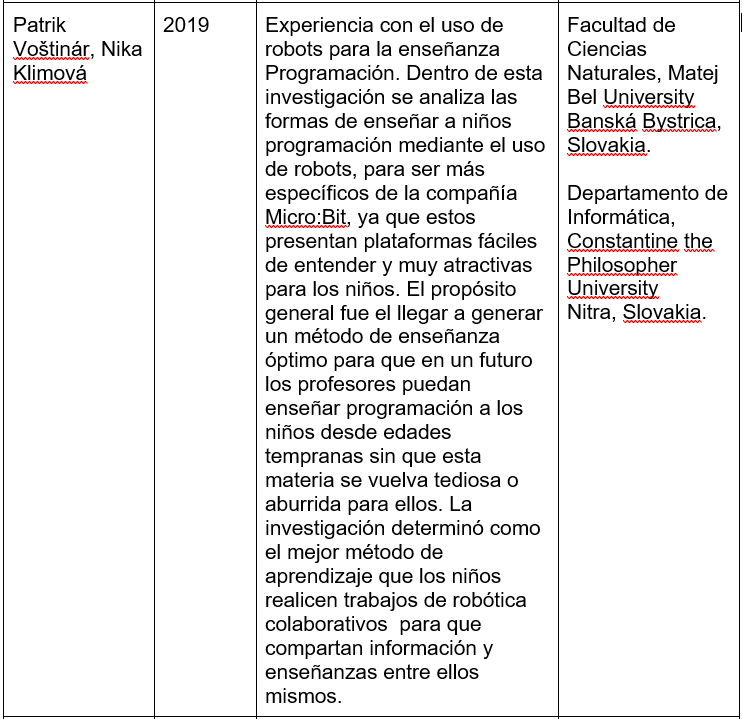 Patrik
Voštinár, Nika
Klimová
2019
Experiencia con el uso de
robots para la enseñanza
Programación. Dentro de esta
investigación se analiza las
formas de enseñar a niños
programación mediante el uso
de robots, para ser más
específicos de la compañía
Micro:Bit, ya que estos
presentan plataformas fáciles
de entender y muy atractivas
para los niños. El propósito
general fue el llegar a generar
un método de enseñanza
óptimo para que en un futuro
los profesores puedan
enseñar programación a los
niños desde edades
tempranas sin que esta
materia se vuelva tediosa o
aburrida para ellos. La
investigación determinó como
el mejor método de
aprendizaje que los niños
realicen trabajos de robótica
colaborativos  para que
compartan información y
enseñanzas entre ellos
mismos.
Facultad de
Ciencias
Naturales, Matej
Bel University
Banská Bystrica,
Slovakia.
Departamento de
Informática,
Constantine the
Philosopher
University
Nitra, Slovakia.